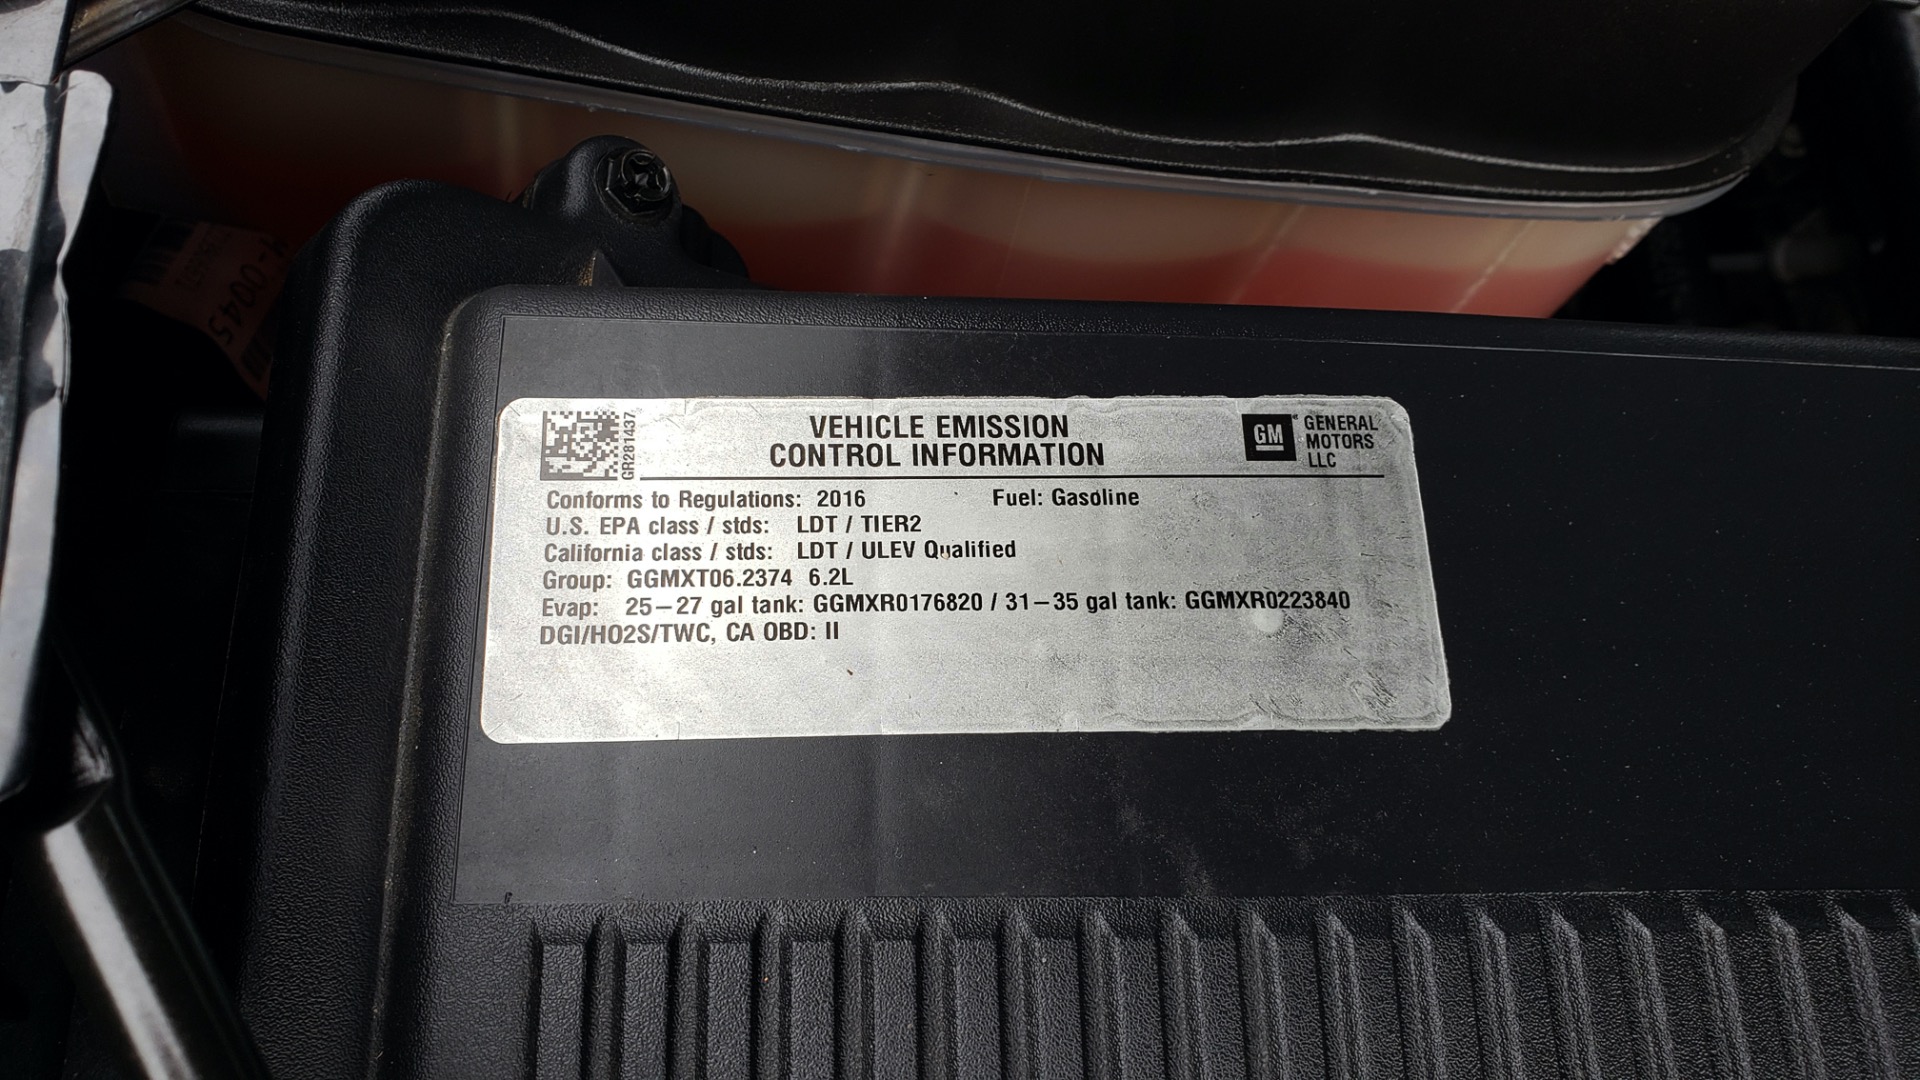 VEHICLE EMISSION
CONTROL INFORMATION
GR281437
GM
GENERAL
MOTORS
LLC
Conforms to Regulations: 2016 Fuel: Gasoline
U.S. EPA class / stds: LDT / TIER2
California class / stds: LDT / ULEV Qualified
Group: GGMXT06.2374 6.2L
Evap: 25–27 gal tank: GGMXR0176820 / 31–35 gal tank: GGMXR0223840
DGI/HO2S/TWC, CA OBD: II